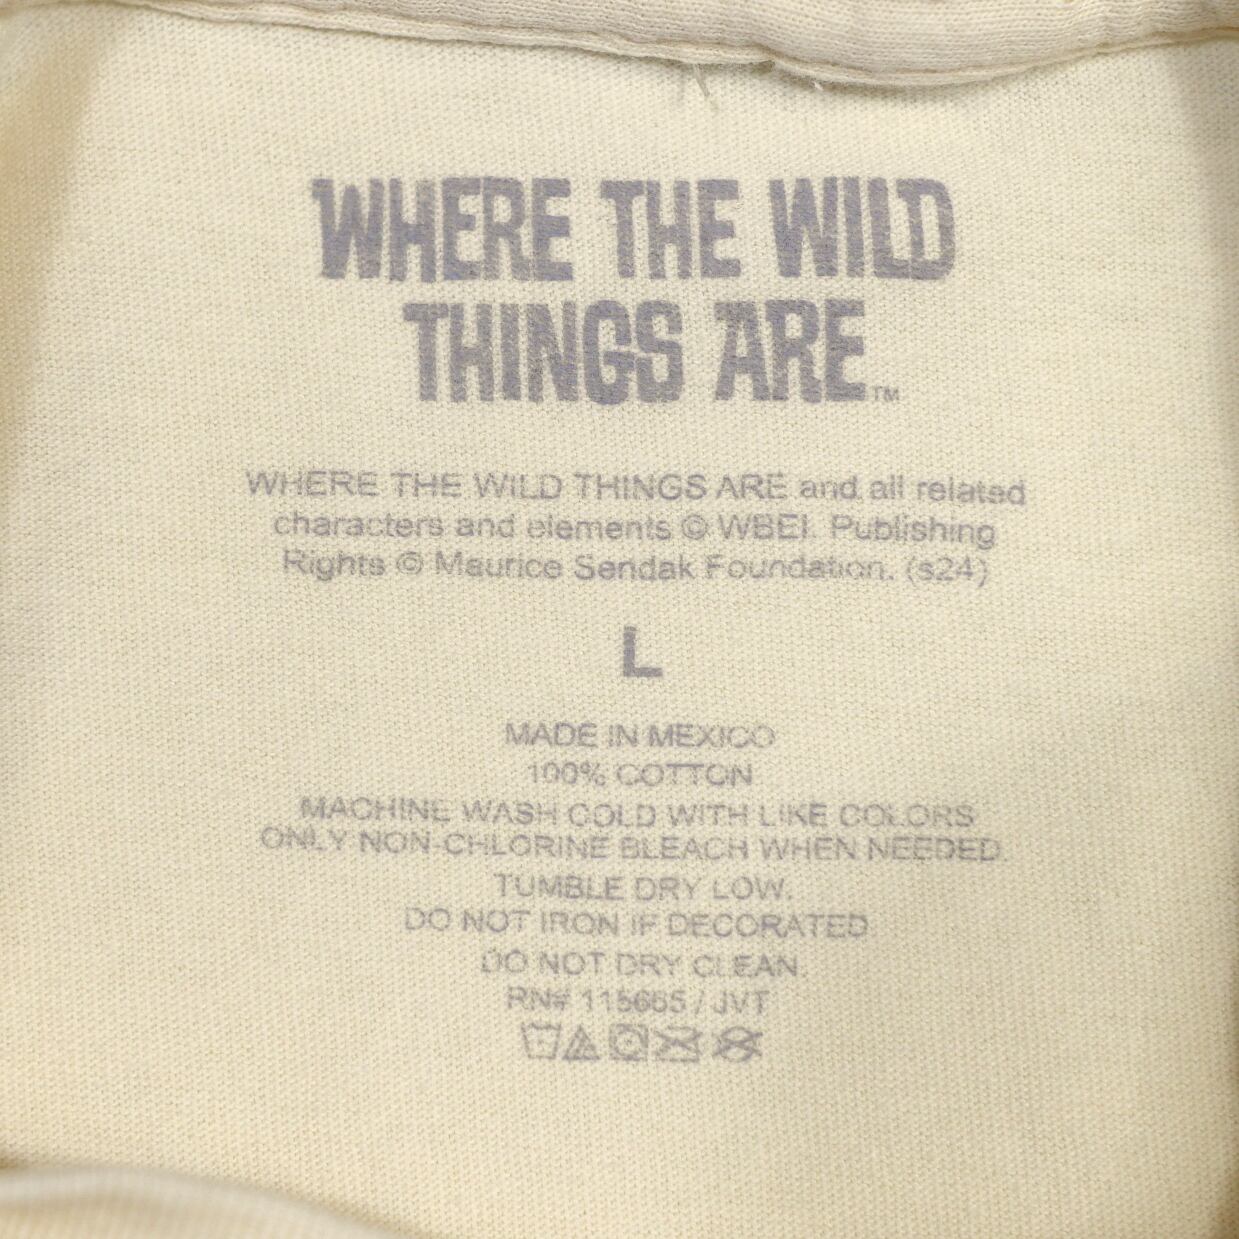 WHERE THE WILD
THINGS ARE™
WHERE THE WILD THINGS ARE and all related
characters and elements © WBEI. Publishing
Rights © Maurice Sendak Foundation. (s24)
L
MADE IN MEXICO
100% COTTON
MACHINE WASH COLD WITH LIKE COLORS
ONLY NON-CHLORINE BLEACH WHEN NEEDED.
TUMBLE DRY LOW.
DO NOT IRON IF DECORATED
DO NOT DRY CLEAN.
RN# 115665 / JVT